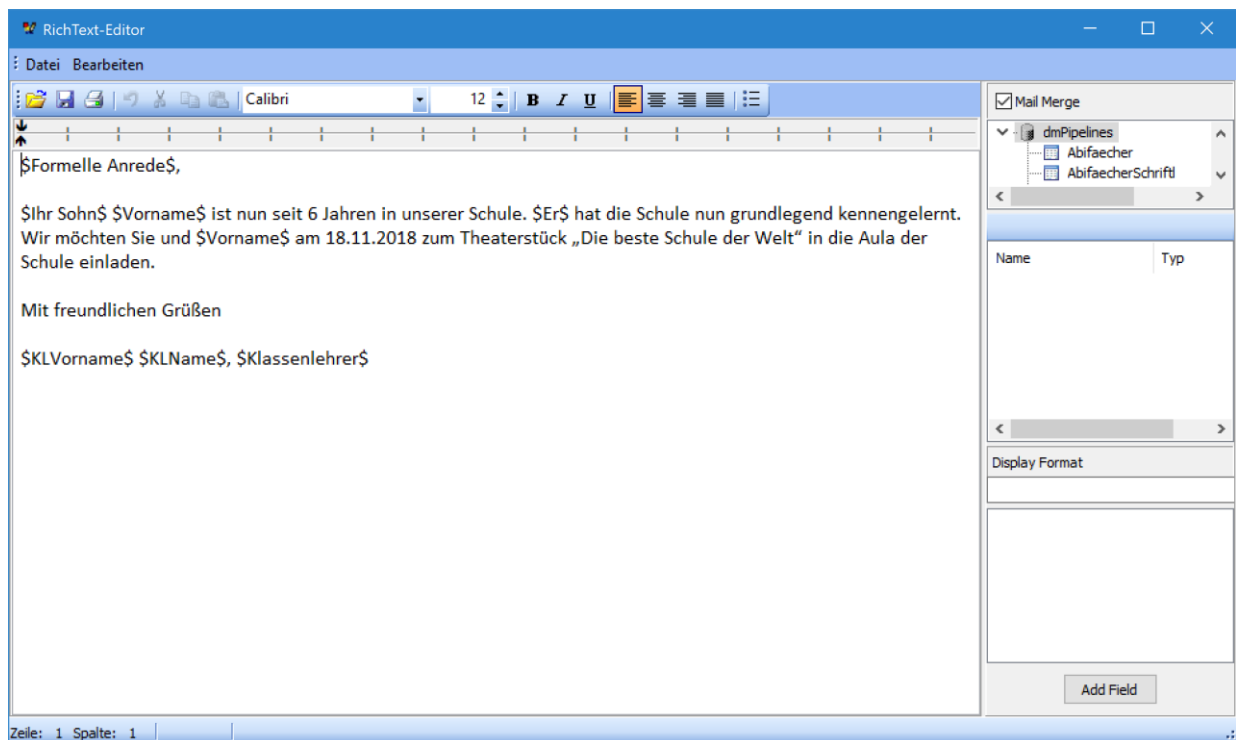 RichText-Editor
Datei Bearbeiten
Calibri 12 B I U
Mail Merge
dmPipelines
Abifaecher
AbifaecherSchriftl
$Formelle Anrede$,
$Ihr Sohn$ $Vorname$ ist nun seit 6 Jahren in unserer Schule. $Er$ hat die Schule nun grundlegend kennengelernt.
Wir möchten Sie und $Vorname$ am 18.11.2018 zum Theaterstück „Die beste Schule der Welt“ in die Aula der
Schule einladen.
Mit freundlichen Grüßen
$KLVorname$ $KLName$, $Klassenlehrer$
Name Typ
Display Format
Add Field
Zeile: 1 Spalte: 1